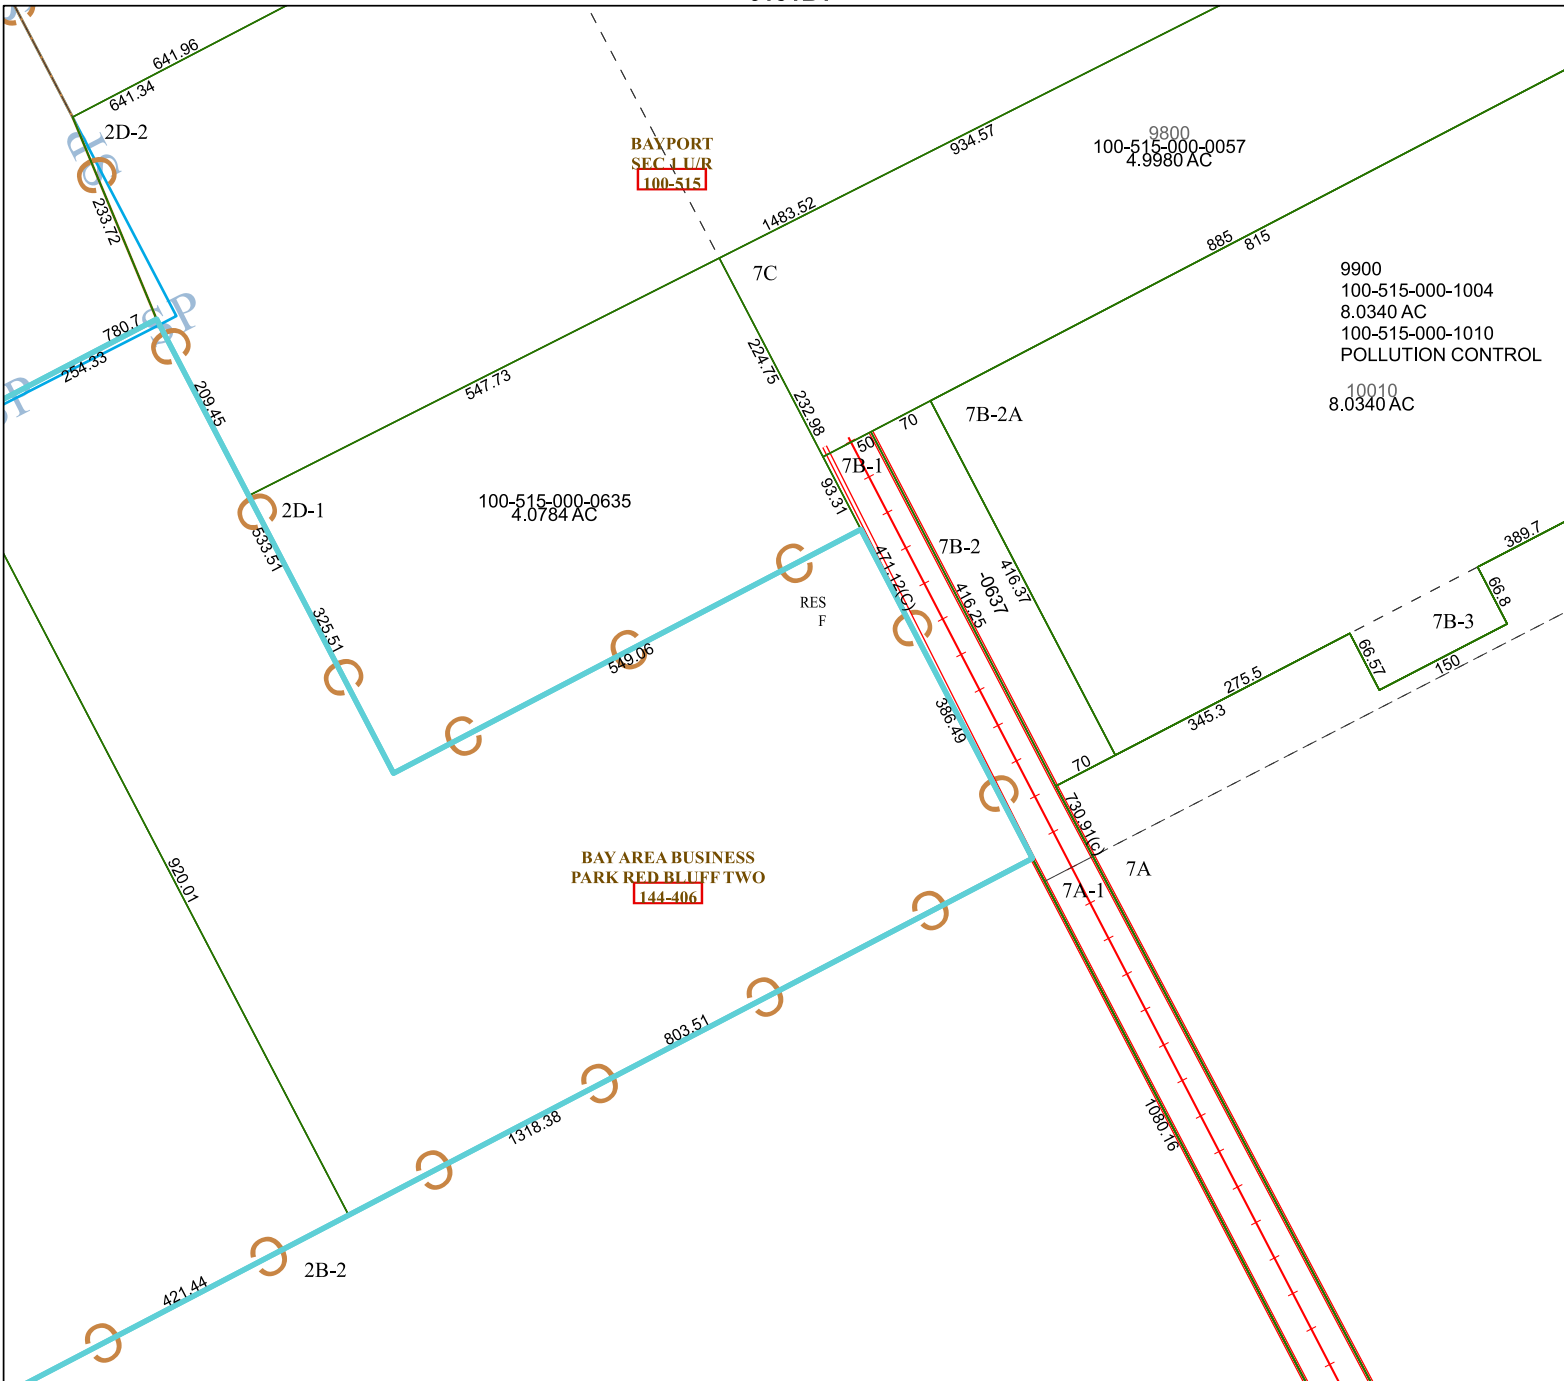 641.96
641.34
2D-2
SP
233.72
BAYPORT
SEC 1 U/R
100-515
934.57
9800
100-515-000-0057
4.9980 AC
1483.52
885
815
7C
9900
100-515-000-1004
8.0340 AC
100-515-000-1010
POLLUTION CONTROL
10010
8.0340 AC
SP
780.7
254.33
224.75
547.73
209.45
232.98
70
7B-2A
50
7B-1
93.31
2D-1
100-515-000-0635
4.0784 AC
533.51
7B-2
471.12(C)
416.37
-0637
416.25
389.7
66.8
RES
F
325.51
549.06
7B-3
66.57
150
275.5
345.3
386.49
70
730.91(c)
920.01
BAY AREA BUSINESS
PARK RED BLUFF TWO
144-406
7A
7A-1
803.51
1318.38
1080.16
2B-2
421.44